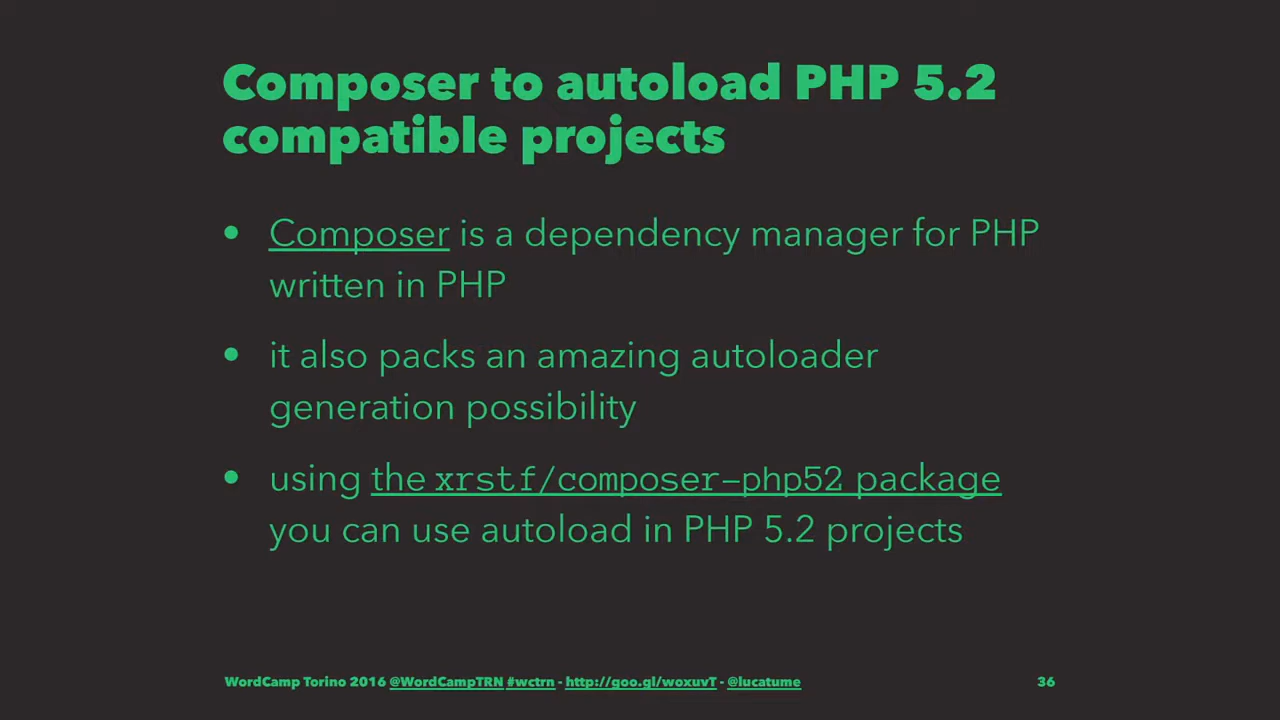 Composer to autoload PHP 5.2
compatible projects
• Composer is a dependency manager for PHP
written in PHP
• it also packs an amazing autoloader
generation possibility
• using the xrstf/composer-php52 package
you can use autoload in PHP 5.2 projects
WordCamp Torino 2016 @WordCampTRN #wctrn - http://goo.gl/woxuvT - @lucatume 36